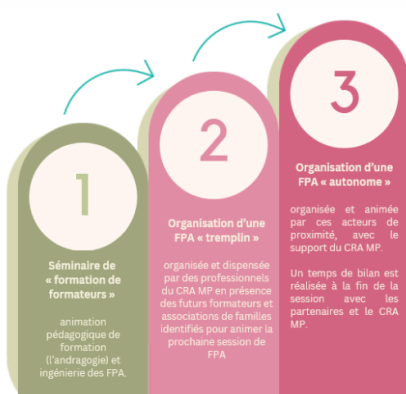 1
Séminaire de
« formation de
formateurs »
animation
pédagogique de
formation
(l'andragogie) et
ingénierie des FPA.
2
Organisation d'une
FPA « tremplin »
organisée et dispensée
par des professionnels
du CRA MP en présence
des futurs formateurs et
associations de familles
identifiés pour animer la
prochaine session de
FPA
3
Organisation d'une
FPA « autonome »
organisée et animée
par ces acteurs de
proximité, avec le
support du CRA MP.
Un temps de bilan est
réalisée à la fin de la
session avec les
partenaires et le CRA
MP.